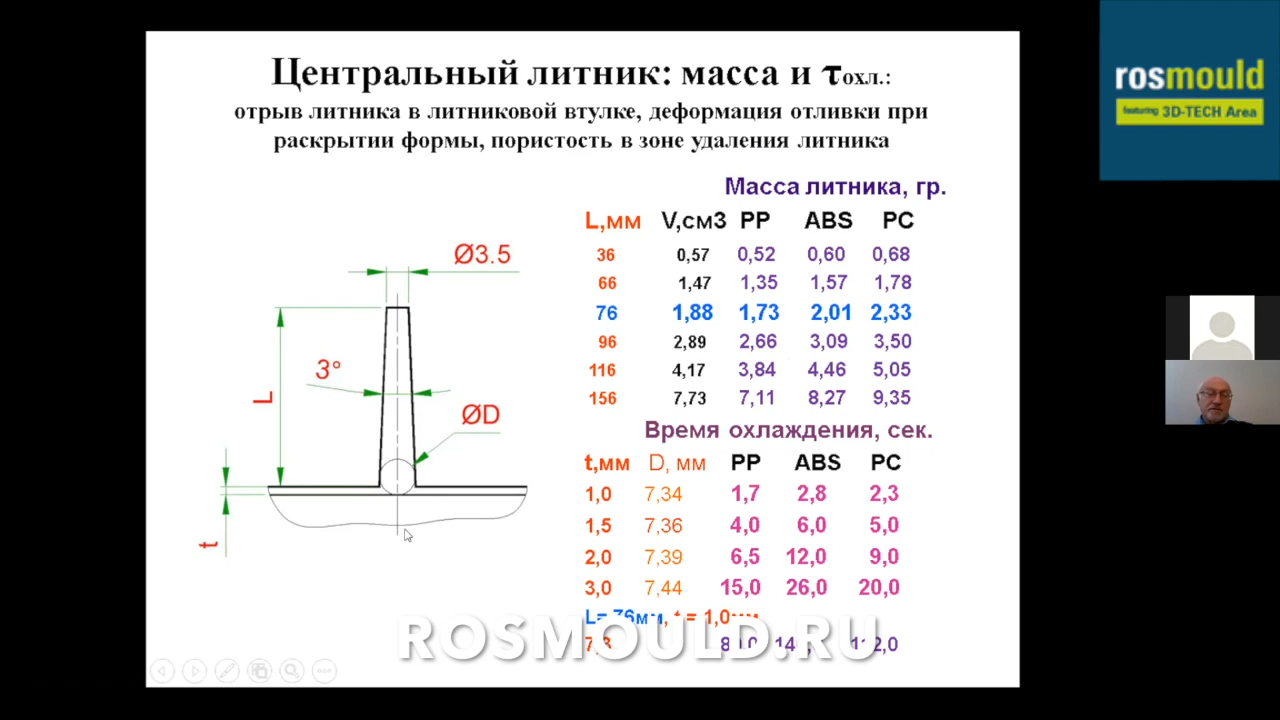 Центральный литник: масса и τохл.:
отрыв литника в литниковой втулке, деформация отливки при
раскрытии формы, пористость в зоне удаления литника
rosmould
featuring 3D-TECH Area
Масса литника, гр.
L,мм V,см3 PP ABS PC
36 0,57 0,52 0,60 0,68
66 1,47 1,35 1,57 1,78
76 1,88 1,73 2,01 2,33
96 2,89 2,66 3,09 3,50
116 4,17 3,84 4,46 5,05
156 7,73 7,11 8,27 9,35
Ø3.5
3°
L
ØD
t
Время охлаждения, сек.
t,мм D, мм PP ABS PC
1,0 7,34 1,7 2,8 2,3
1,5 7,36 4,0 6,0 5,0
2,0 7,39 6,5 12,0 9,0
3,0 7,44 15,0 26,0 20,0
L= 76мм, t = 1,0мм
ROSMOULD.RU